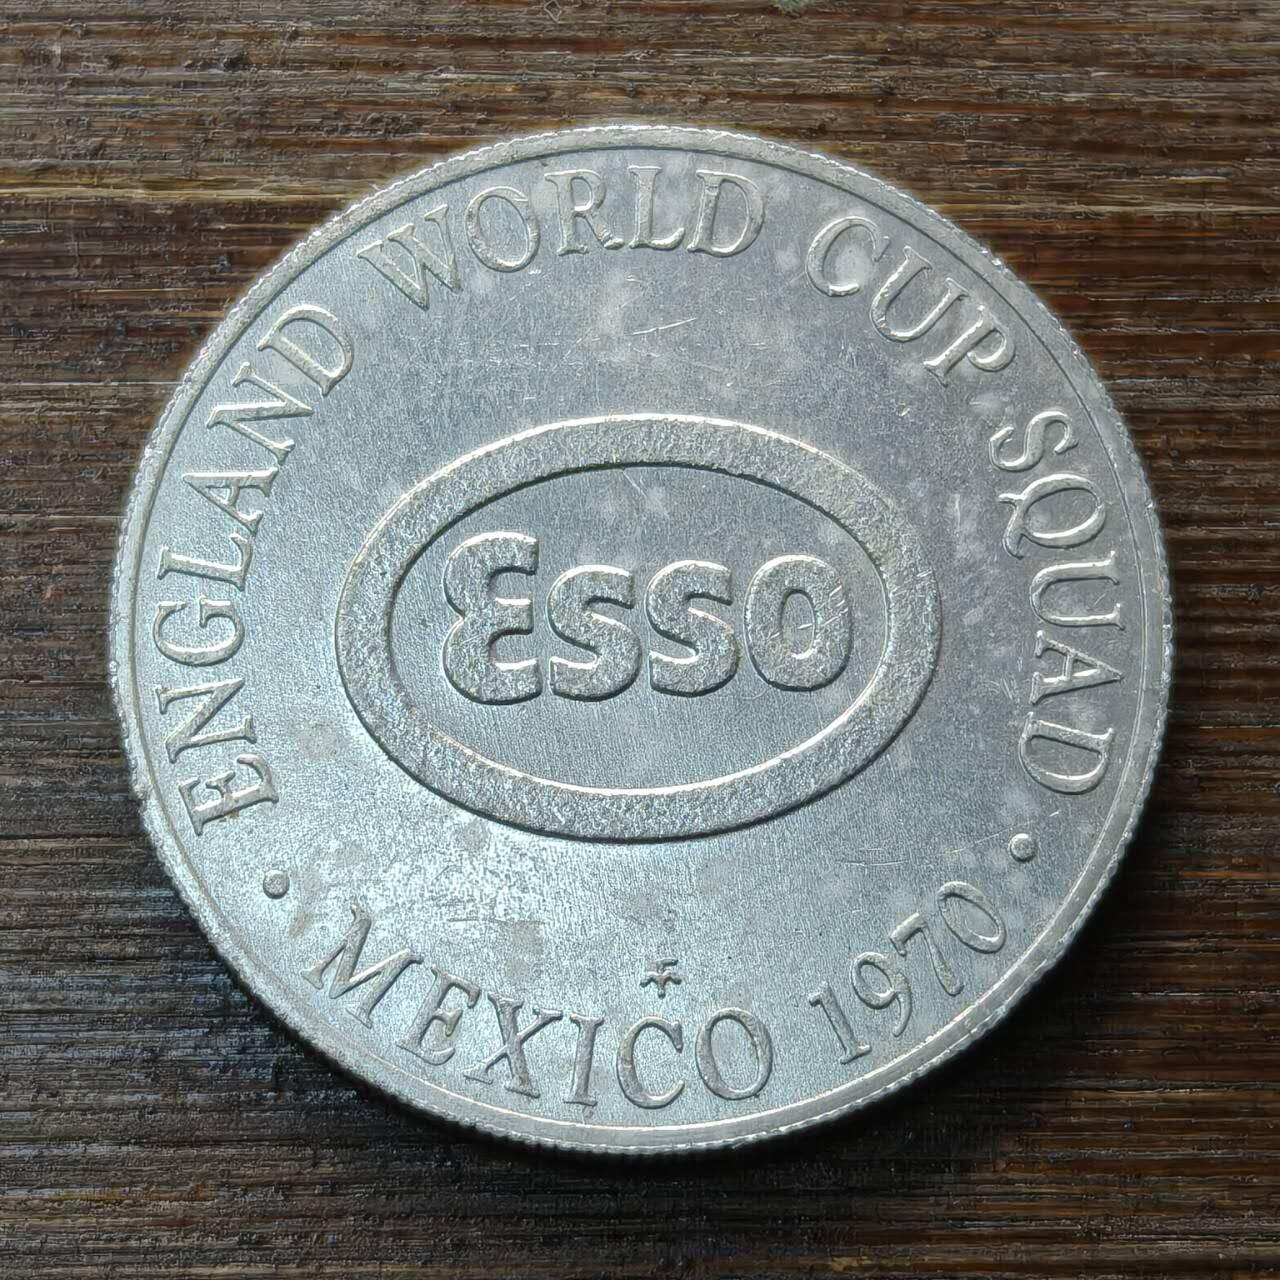 ENGLAND WORLD CUP SQUAD
Esso
· MEXICO 1970 ·